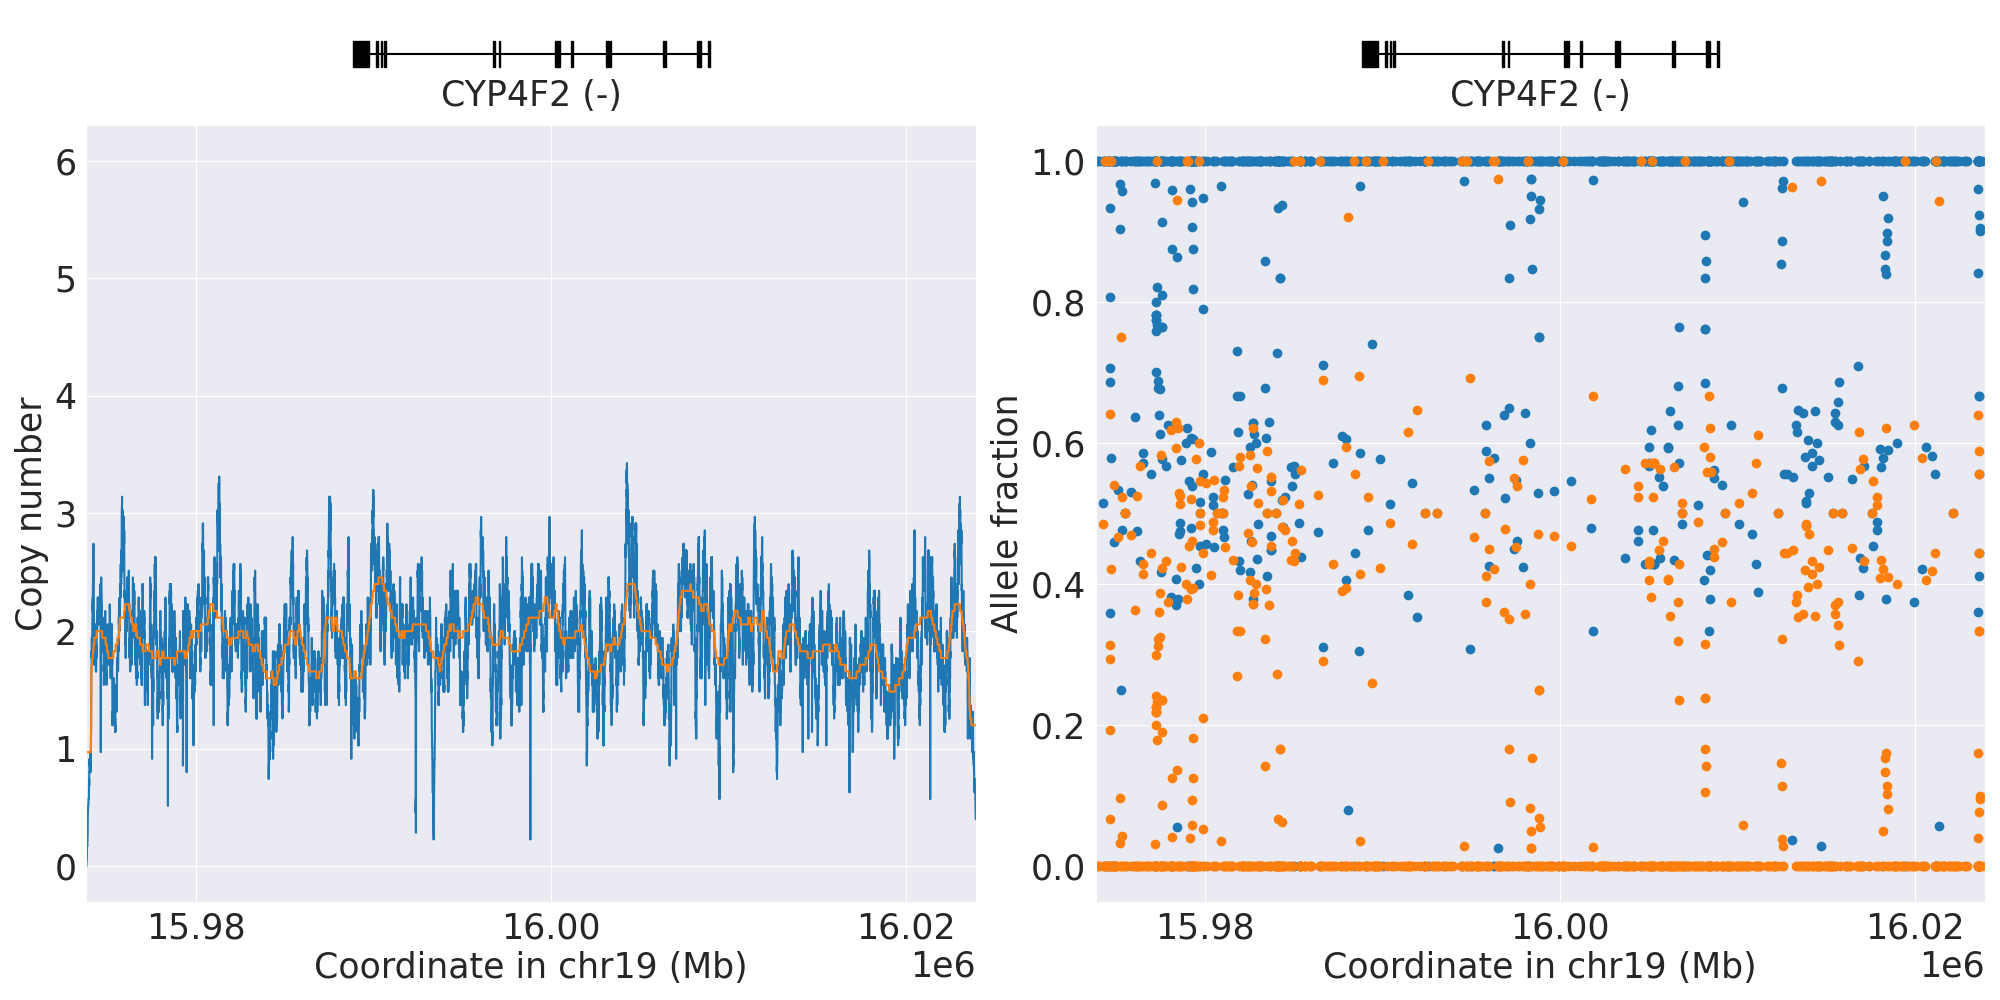 CYP4F2 (-)
Copy number
6
5
4
3
2
1
0
15.98
16.00
16.02
Coordinate in chr19 (Mb)
1e6
CYP4F2 (-)
Allele fraction
1.0
0.8
0.6
0.4
0.2
0.0
15.98
16.00
16.02
Coordinate in chr19 (Mb)
1e6